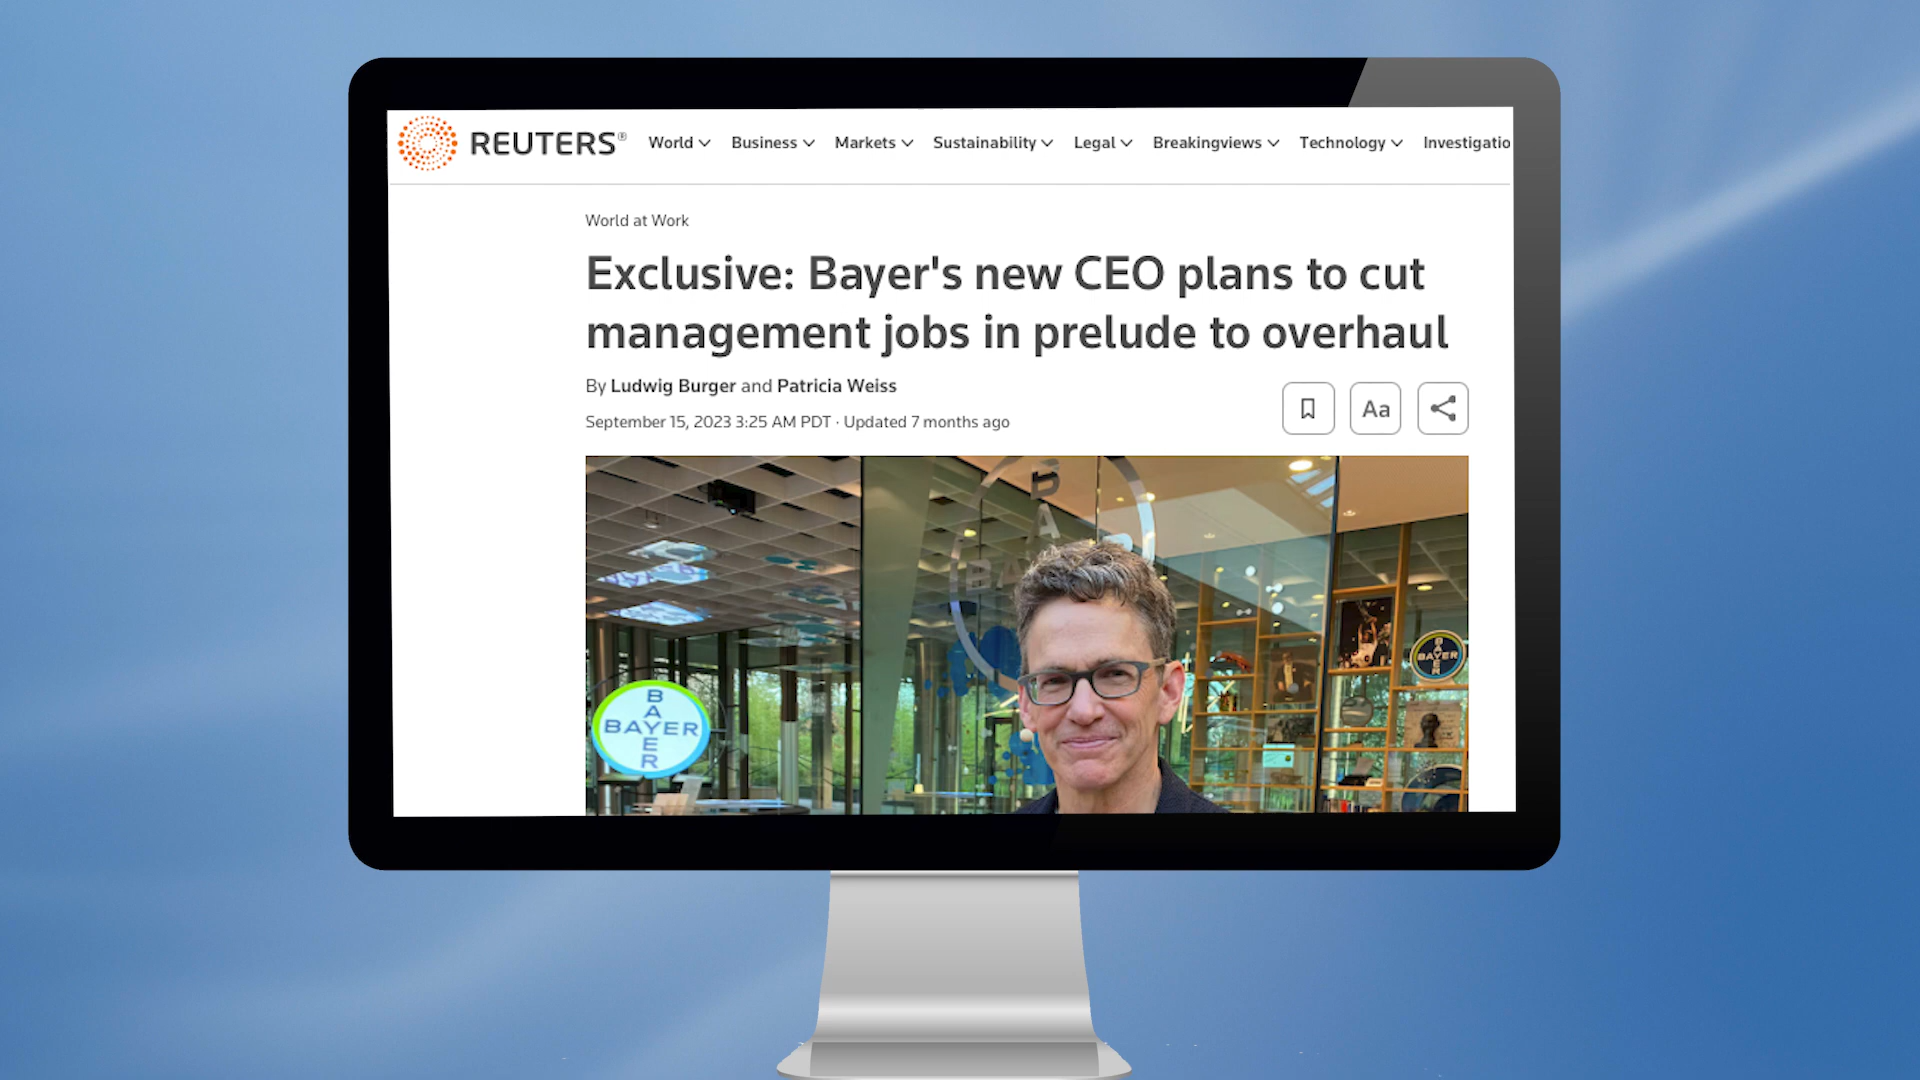 REUTERS®
World Business Markets Sustainability Legal Breakingviews Technology Investigatio
World at Work
Exclusive: Bayer's new CEO plans to cut
management jobs in prelude to overhaul
By Ludwig Burger and Patricia Weiss
September 15, 2023 3:25 AM PDT · Updated 7 months ago
Aa
BAYER
BAYER
BAYER
BAYER